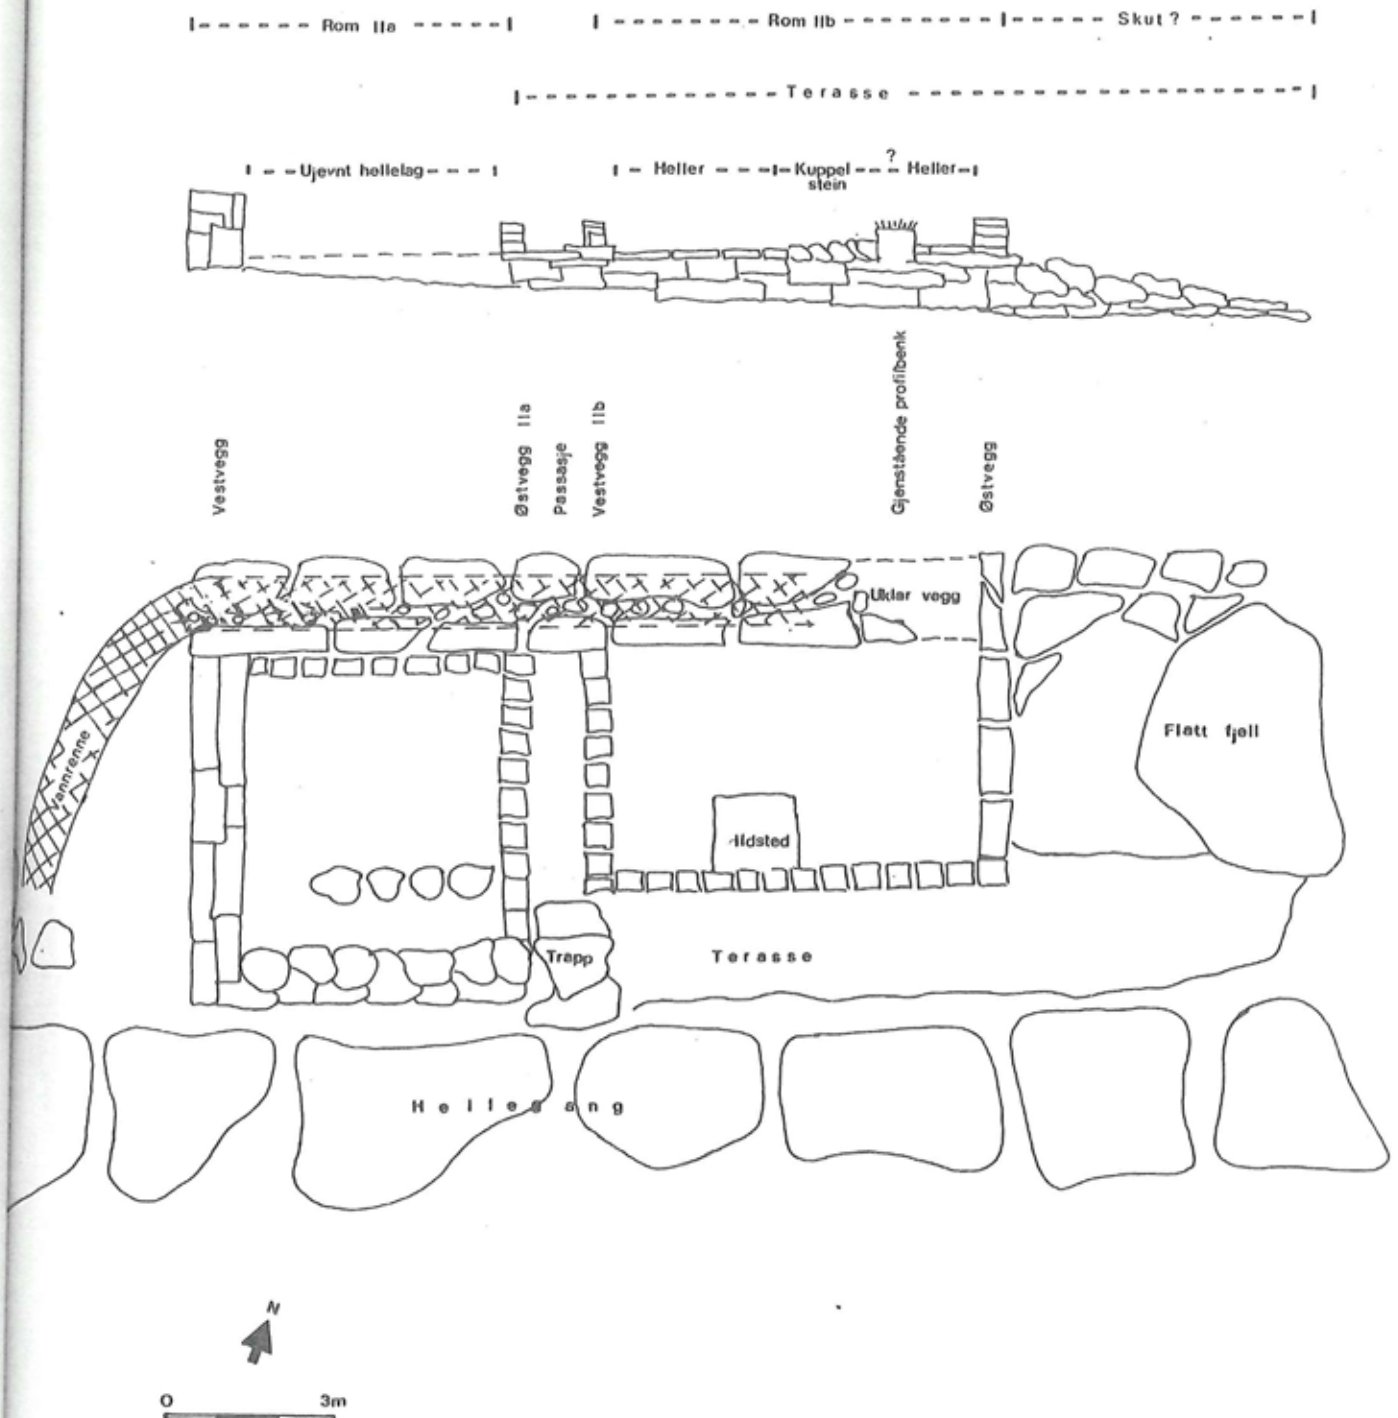 Rom IIa Rom IIb Skut ?
Terasse
Ujevnt hellelag Heller Kuppel ? Heller
stein
Vestvegg
Østvegg IIa
Passasje
Vestvegg IIb
Gjenstående profilbenk
Østvegg
Uklar vegg
Flatt fjell
Vannrenne
Ildsted
Trapp
Terasse
Hellegang
N
0 3m